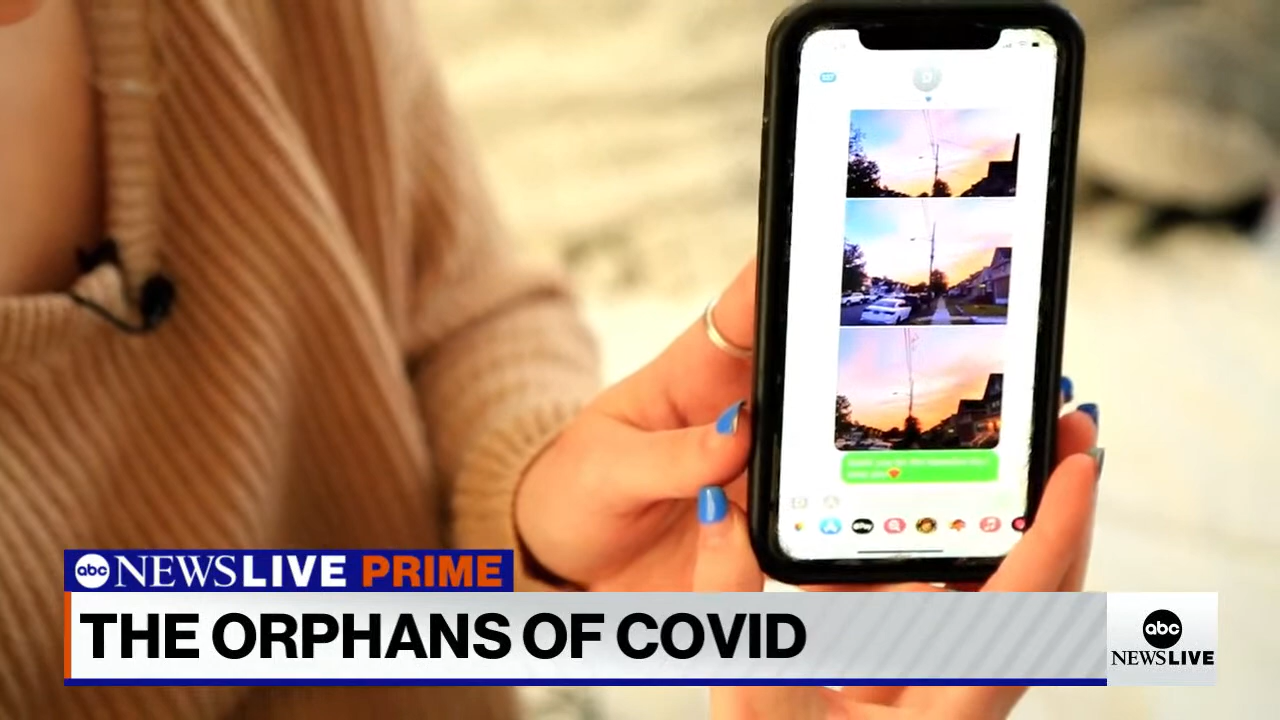 D
abc NEWS LIVE PRIME
THE ORPHANS OF COVID
abc
NEWS LIVE